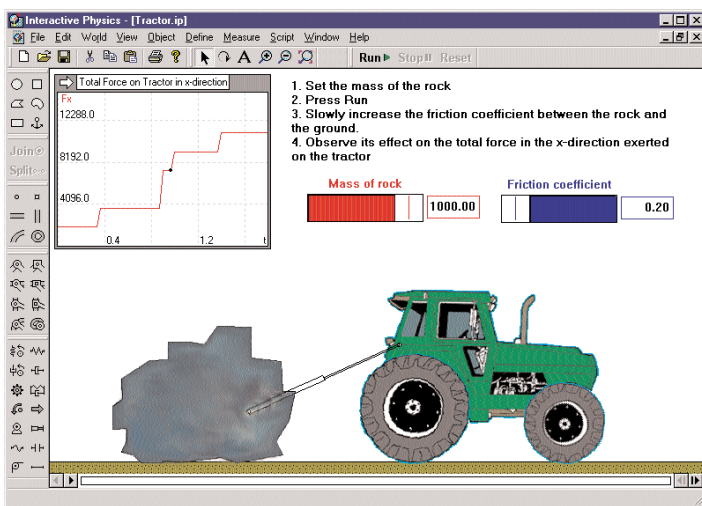 Interactive Physics - [Tractor.ip]
File Edit World View Object Define Measure Script Window Help
Run Stop Reset
Join
Split
Total Force on Tractor in x-direction
Fx
12288.0
8192.0
4096.0
0.4 1.2 t
1. Set the mass of the rock
2. Press Run
3. Slowly increase the friction coefficient between the rock and
the ground.
4. Observe its effect on the total force in the x-direction exerted
on the tractor
Mass of rock
1000.00
Friction coefficient
0.20